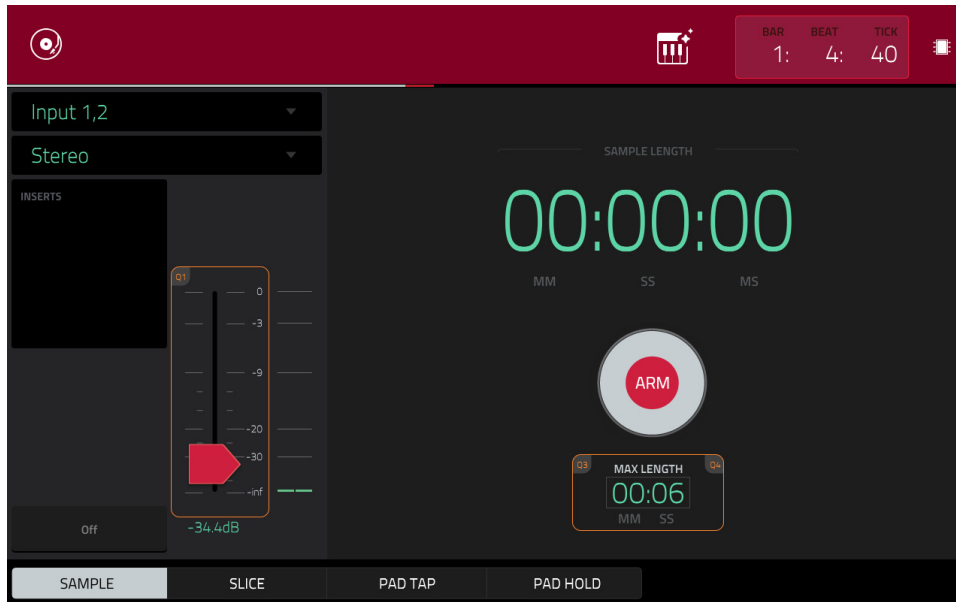 BAR BEAT TICK
1: 4: 40
Input 1,2
Stereo
INSERTS
Q1
0
-3
-9
-20
-30
-inf
-34.4dB
Off
SAMPLE LENGTH
00:00:00
MM SS MS
ARM
Q3 MAX LENGTH Q4
00:06
MM SS
SAMPLE SLICE PAD TAP PAD HOLD